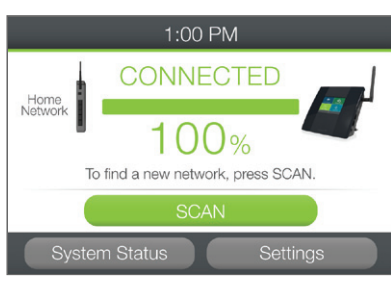 1:00 PM
CONNECTED
Home
Network
100%
To find a new network, press SCAN.
SCAN
System Status
Settings